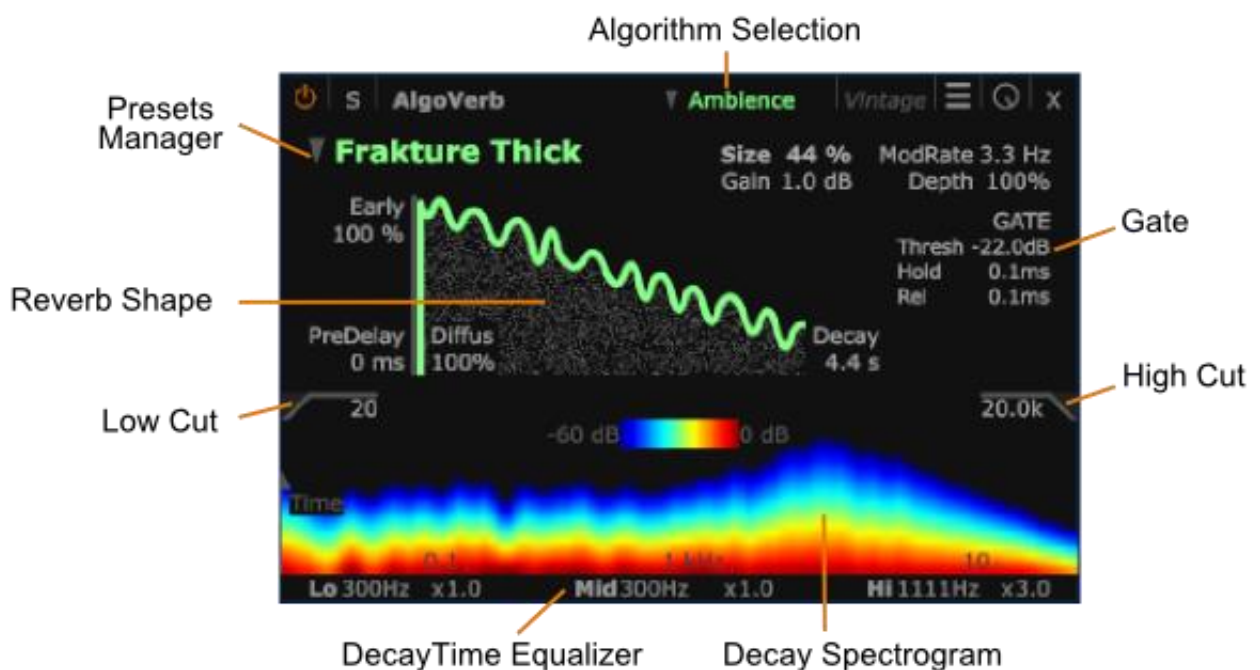 Algorithm Selection
Presets
Manager
S AlgoVerb Ambience Vintage X
Frakture Thick
Size 44 % ModRate 3.3 Hz
Gain 1.0 dB Depth 100%
Early
100 %
GATE
Thresh -22.0dB
Hold 0.1ms
Rel 0.1ms
Gate
Reverb Shape
PreDelay Diffus Decay
0 ms 100% 4.4 s
High Cut
Low Cut
20 20.0k
-60 dB 0 dB
Time
0.1 1 kHz 10
Lo 300Hz x1.0 Mid 300Hz x1.0 Hi 1111Hz x3.0
DecayTime Equalizer Decay Spectrogram